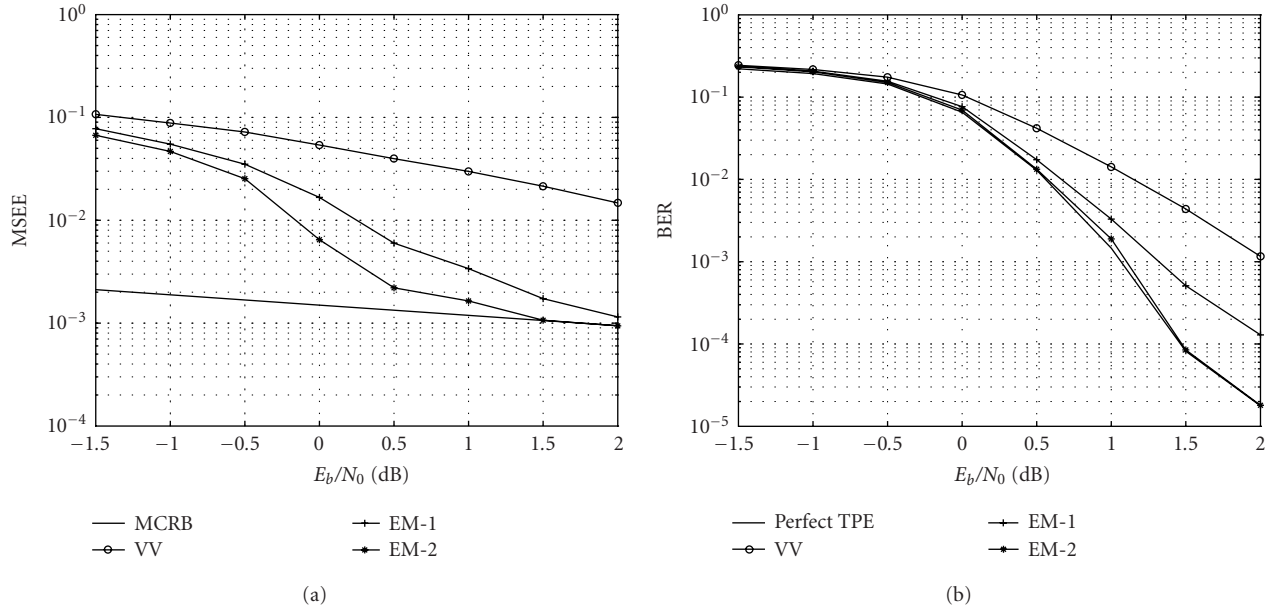 10^0
10^-1
10^-2
10^-3
10^-4
MSEE
−1.5 −1 −0.5 0 0.5 1 1.5 2
E_b/N_0 (dB)
MCRB
VV
EM-1
EM-2
(a)
10^0
10^-1
10^-2
10^-3
10^-4
10^-5
BER
−1.5 −1 −0.5 0 0.5 1 1.5 2
E_b/N_0 (dB)
Perfect TPE
VV
EM-1
EM-2
(b)